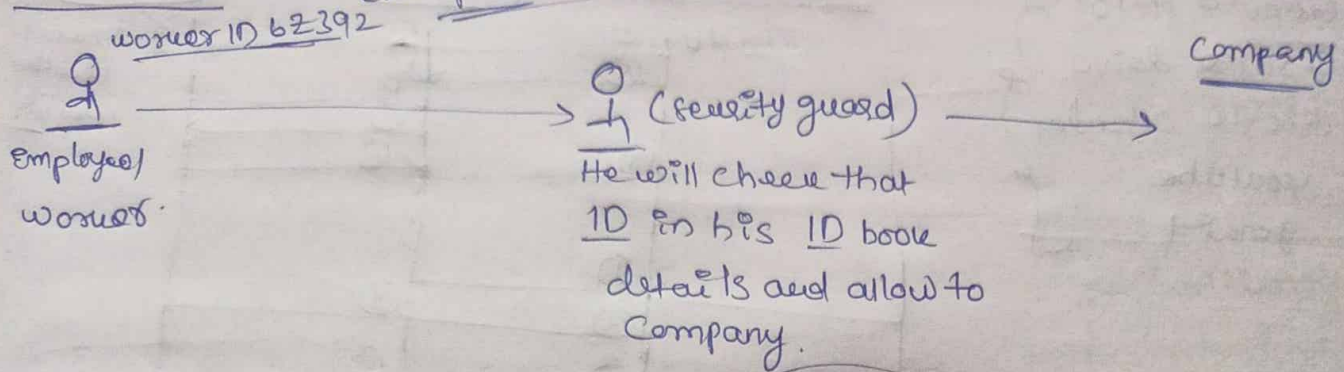 worker ID 6Z392
Company
(security guard)
Employee/
worker.
He will check that
ID in his ID book
details and allow to
Company.